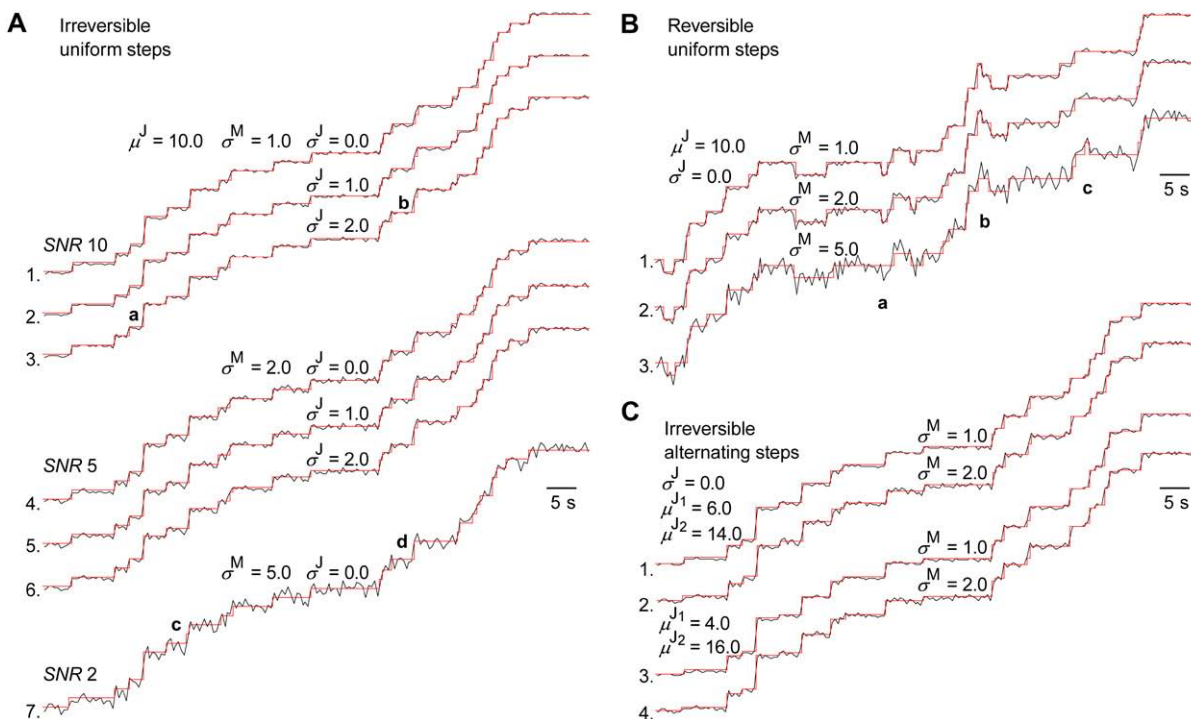 A
Irreversible
uniform steps
μ^J = 10.0 σ^M = 1.0 σ^J = 0.0
σ^J = 1.0
b
σ^J = 2.0
SNR 10
1.
2.
a
3.
σ^M = 2.0 σ^J = 0.0
σ^J = 1.0
σ^J = 2.0
SNR 5
4.
5.
6.
5 s
d
σ^M = 5.0 σ^J = 0.0
c
SNR 2
7.
B
Reversible
uniform steps
μ^J = 10.0 σ^M = 1.0
σ^J = 0.0
σ^M = 2.0
σ^M = 5.0
c
5 s
b
a
1.
2.
3.
C
Irreversible
alternating steps
σ^J = 0.0
μ^J1 = 6.0
μ^J2 = 14.0
σ^M = 1.0
σ^M = 2.0
5 s
1.
2.
σ^M = 1.0
σ^M = 2.0
μ^J1 = 4.0
μ^J2 = 16.0
3.
4.